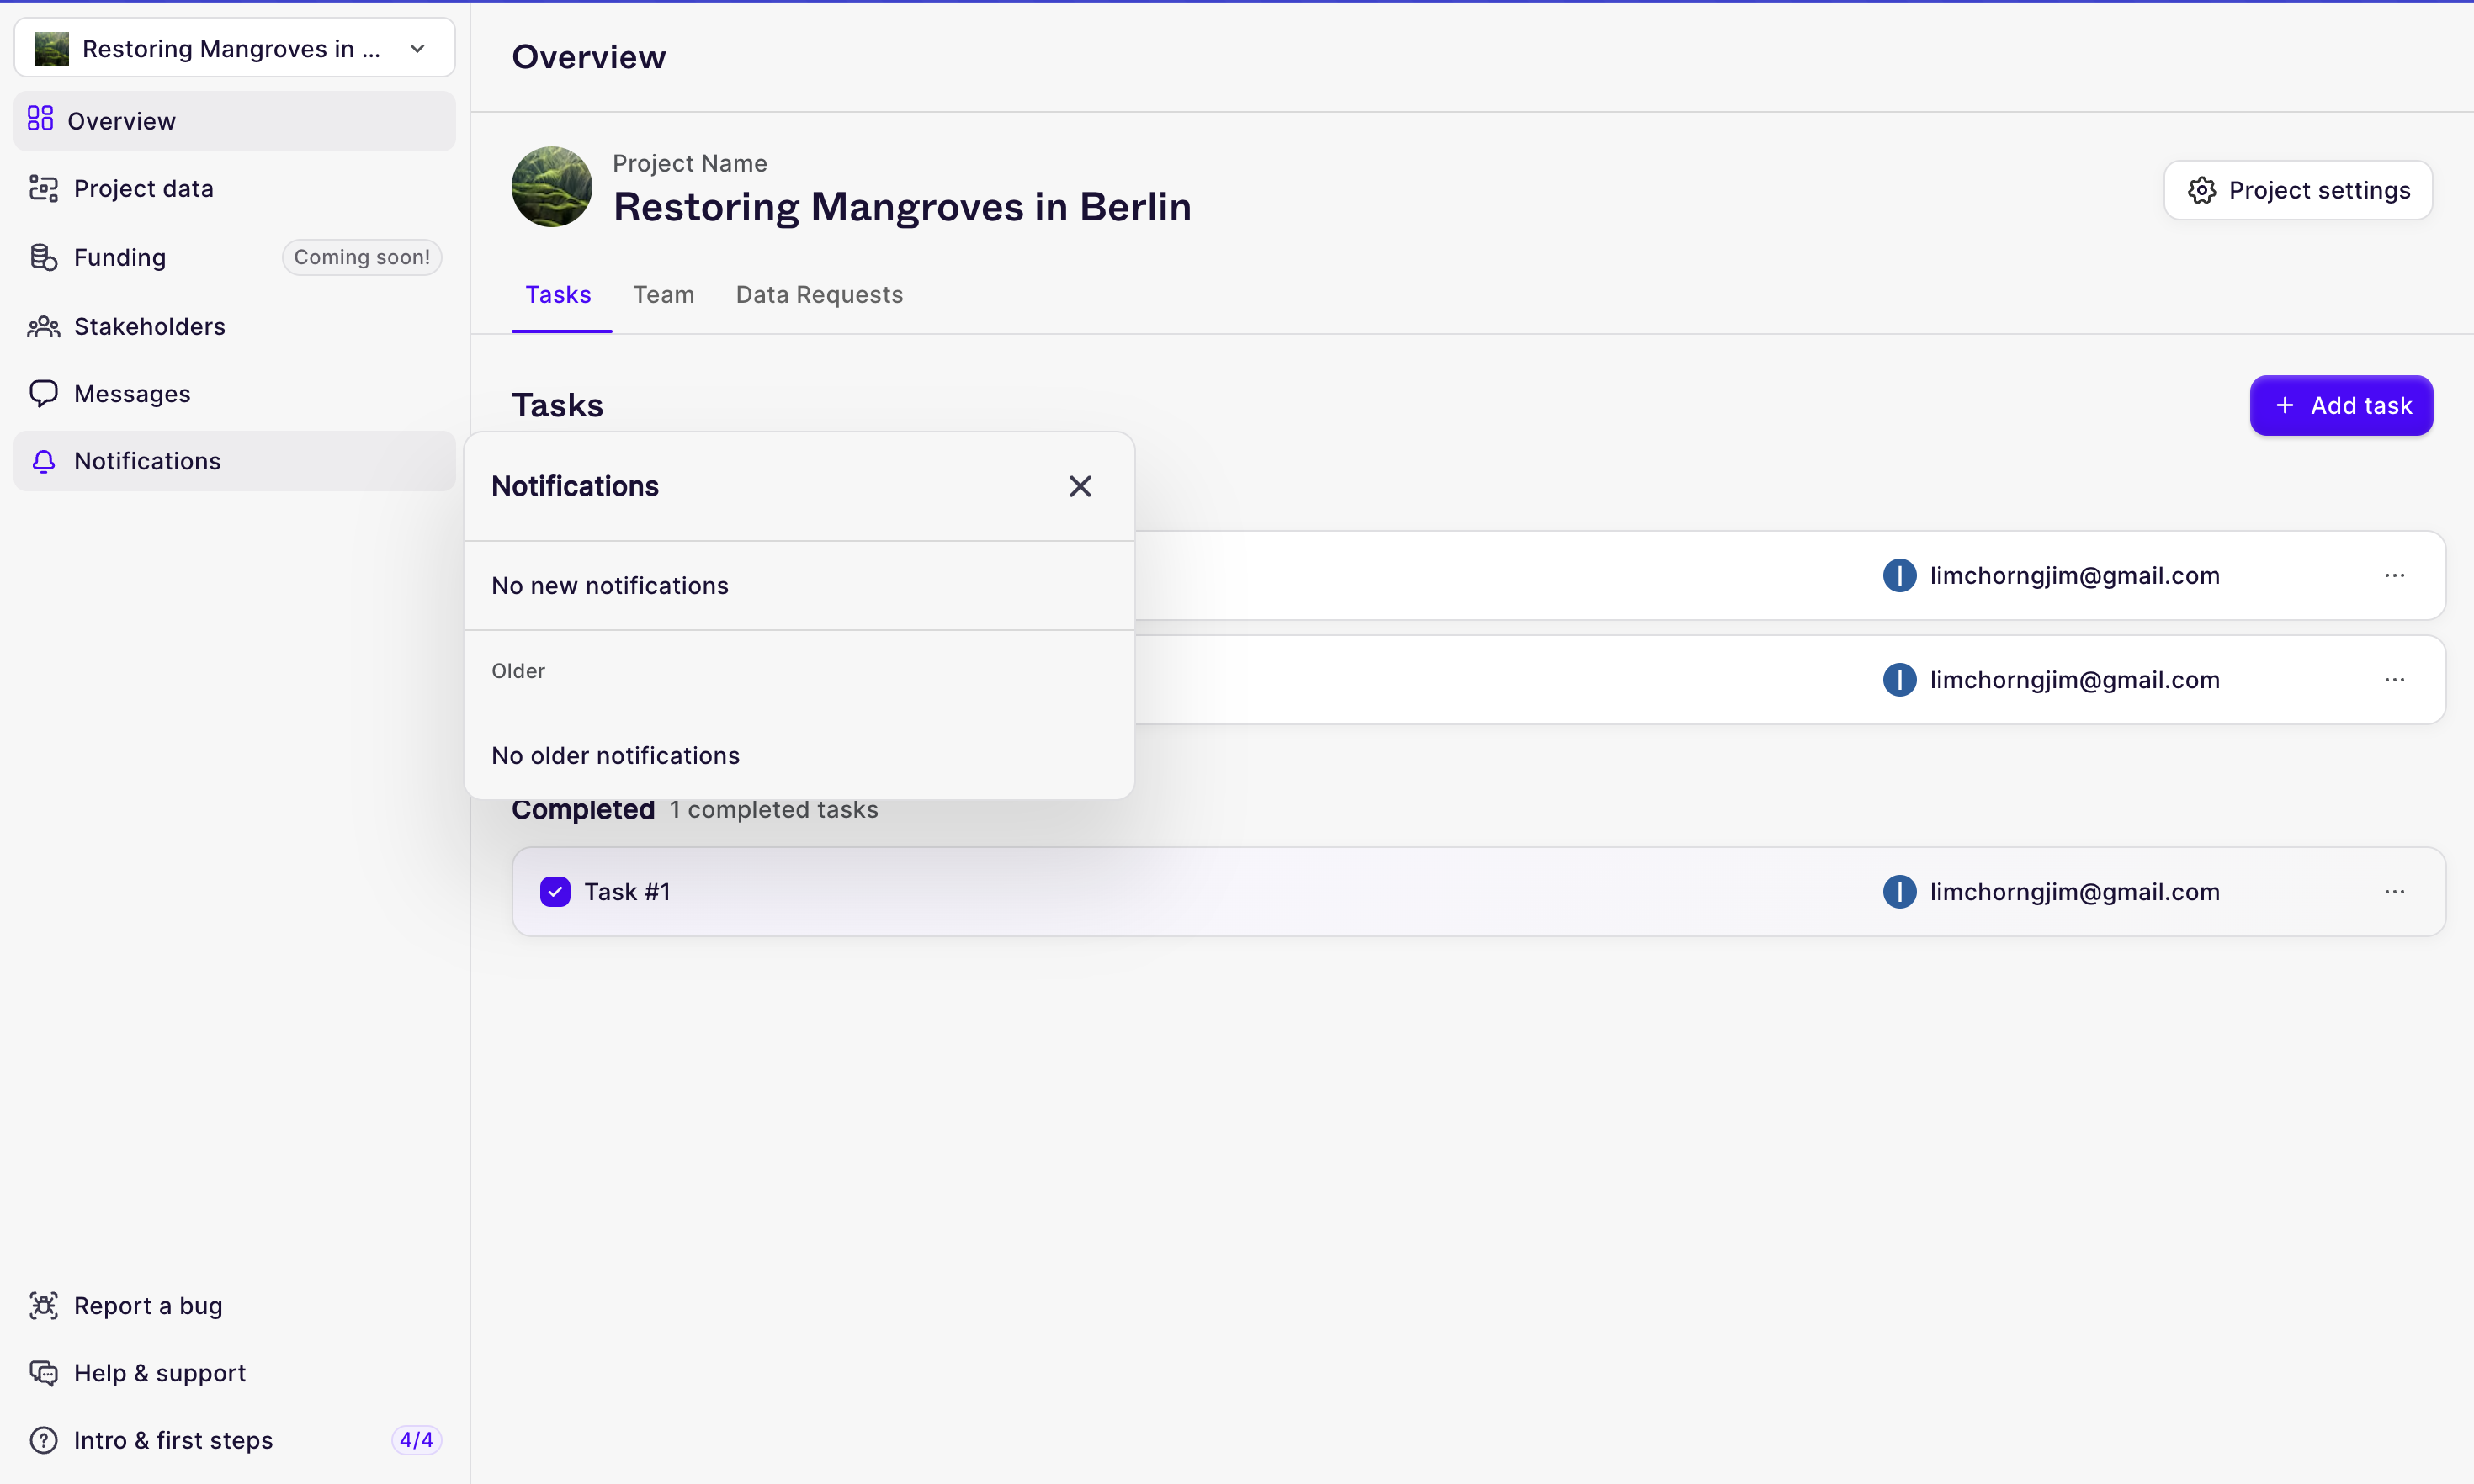 Restoring Mangroves in ...
Overview
Project data
Funding
Coming soon!
Stakeholders
Messages
Notifications
Report a bug
Help & support
Intro & first steps
4/4
Overview
Project Name
Restoring Mangroves in Berlin
Project settings
Tasks
Team
Data Requests
Tasks
+ Add task
Notifications
No new notifications
Older
No older notifications
l limchorngjim@gmail.com
l limchorngjim@gmail.com
Completed 1 completed tasks
Task #1
l limchorngjim@gmail.com